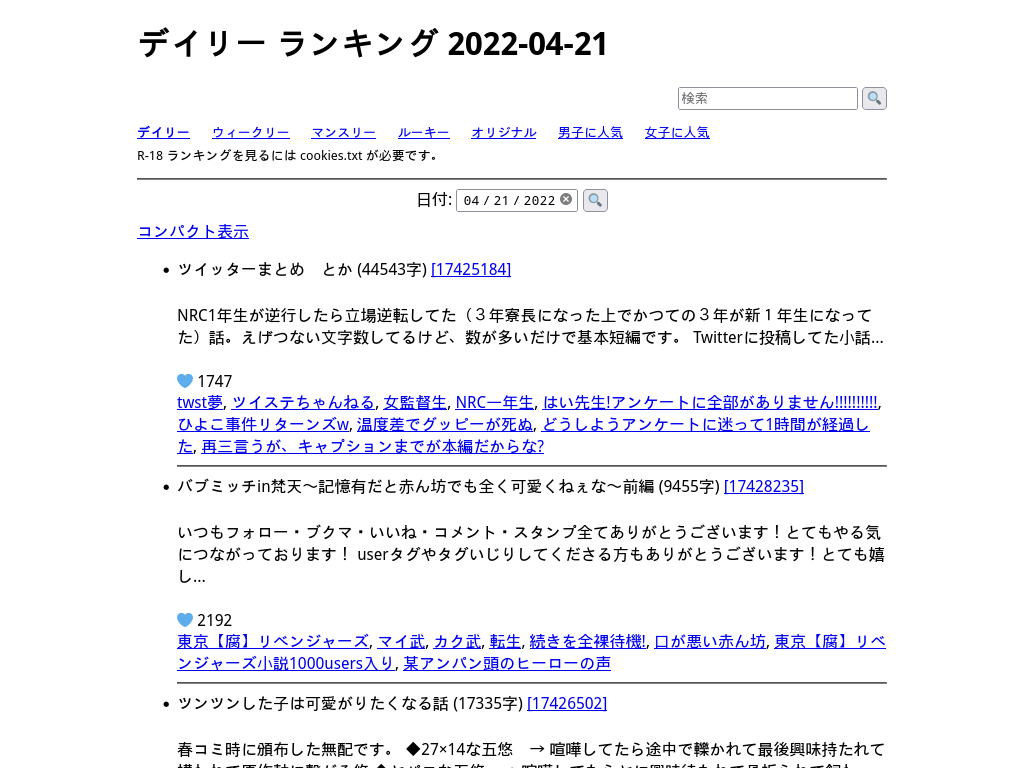 デイリー ランキング 2022-04-21
検索
デイリー ウィークリー マンスリー ルーキー オリジナル 男子に人気 女子に人気
R-18 ランキングを見るには cookies.txt が必要です。
日付: 04 / 21 / 2022
コンパクト表示
ツイッターまとめ　とか (44543字) [17425184]
NRC1年生が逆行したら立場逆転してた（３年寮長になった上でかつての３年が新１年生になって
た）話。えげつない文字数してるけど、数が多いだけで基本短編です。 Twitterに投稿してた小話...
1747
twst夢, ツイステちゃんねる, 女監督生, NRC一年生, はい先生!アンケートに全部がありません!!!!!!!!!!,
ひよこ事件リターンズw, 温度差でグッピーが死ぬ, どうしようアンケートに迷って1時間が経過し
た, 再三言うが、キャプションまでが本編だからな?
バブミッチin梵天〜記憶有だと赤ん坊でも全く可愛くねぇな〜前編 (9455字) [17428235]
いつもフォロー・ブクマ・いいね・コメント・スタンプ全てありがとうございます！とてもやる気
につながっております！ userタグやタグいじりしてくださる方もありがとうございます！とても嬉
し...
2192
東京【腐】リベンジャーズ, マイ武, カク武, 転生, 続きを全裸待機!, 口が悪い赤ん坊, 東京【腐】リベ
ンジャーズ小説1000users入り, 某アンパン頭のヒーローの声
ツンツンした子は可愛がりたくなる話 (17335字) [17426502]
春コミ時に頒布した無配です。 ◆27×14な五悠　→ 喧嘩してたら途中で轢かれて最後興味持たれて